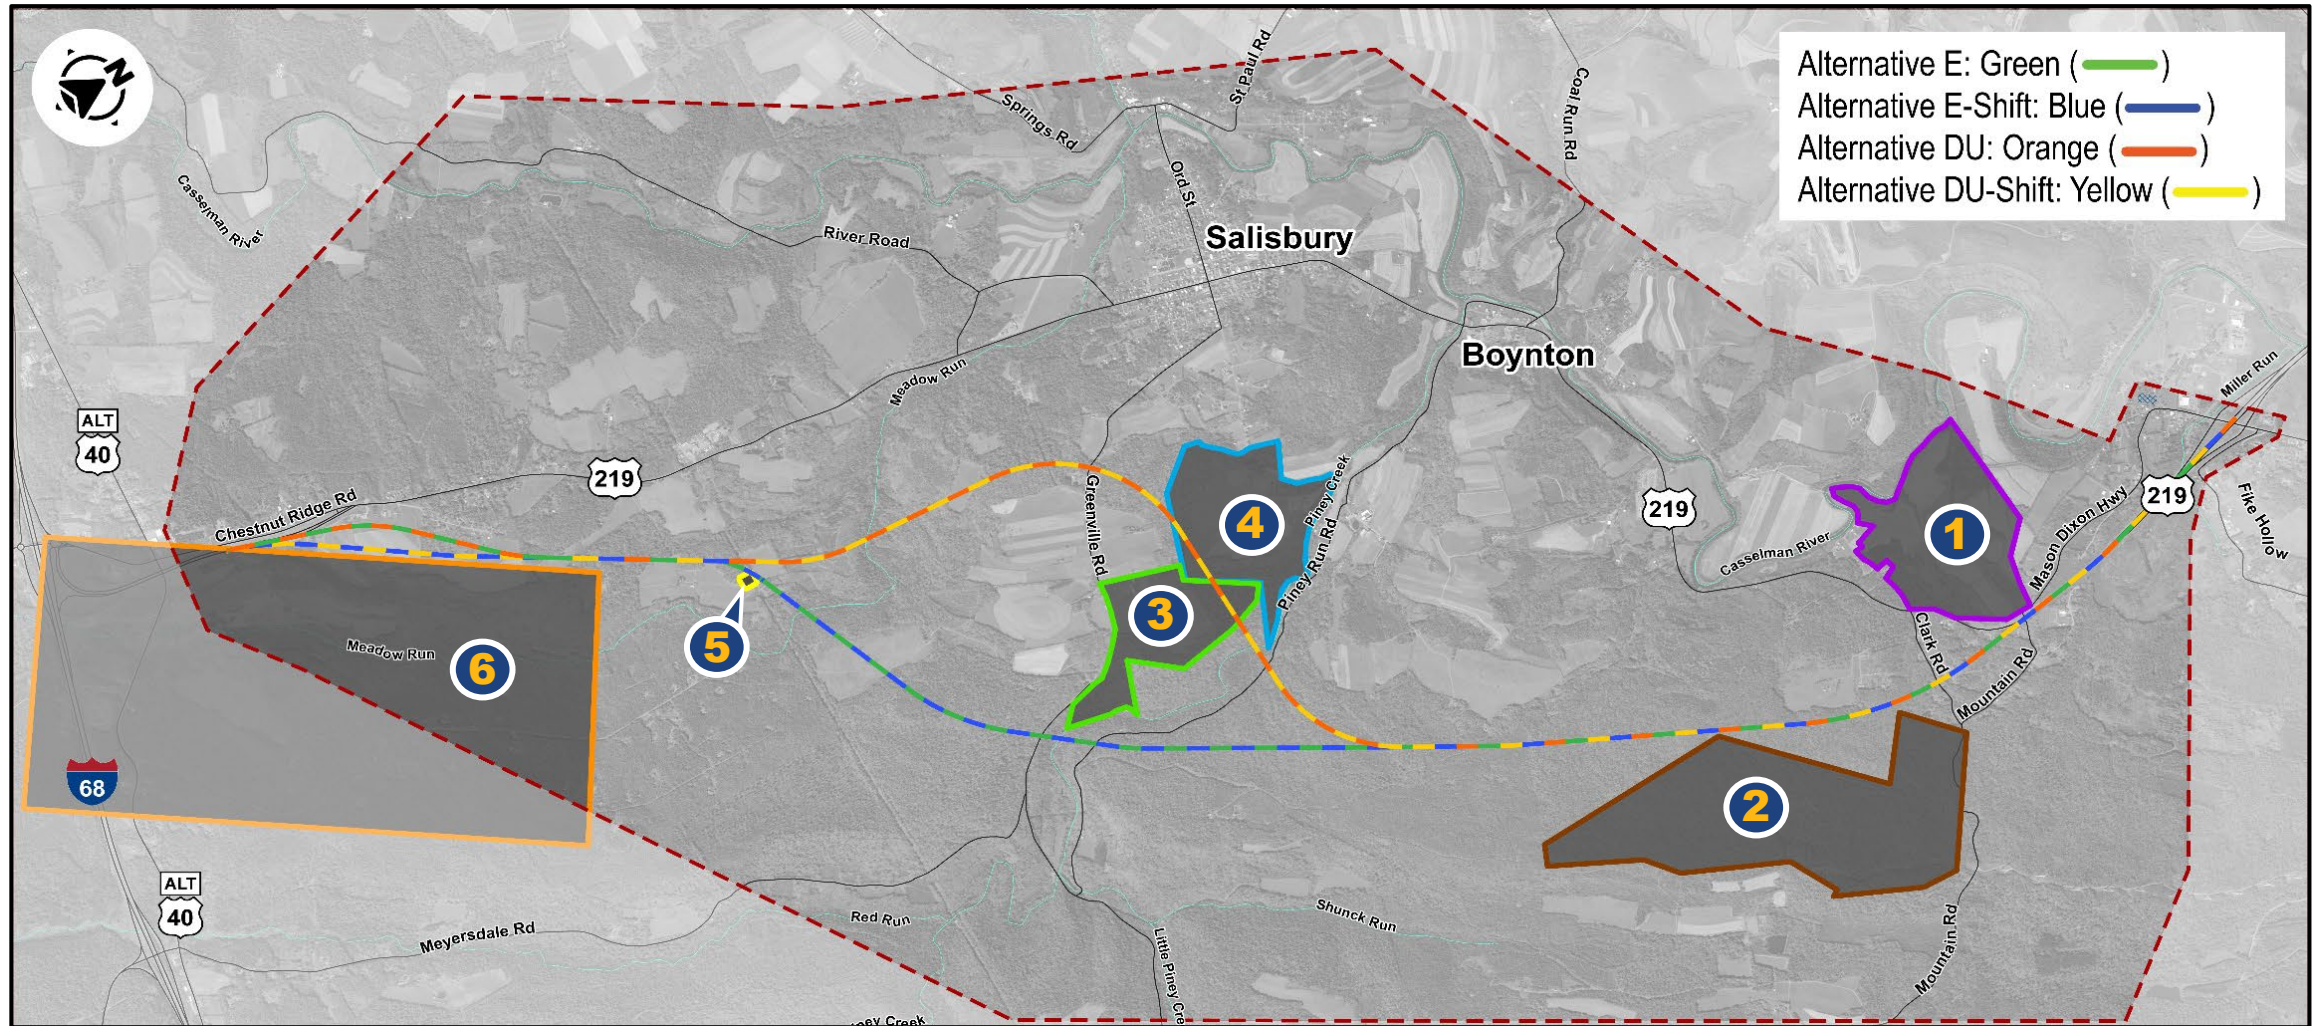 N
Alternative E: Green ( )
Alternative E-Shift: Blue ( )
Alternative DU: Orange ( )
Alternative DU-Shift: Yellow ( )
St Paul Rd
Springs Rd
Coal Run Rd
Casselman River
Ord St
River Road
Salisbury
Boynton
Meadow Run
Miller Run
ALT
40
219
Chestnut Ridge Rd
Greenville Rd
Piney Creek
Piney Run Rd
219
Casselman River
Mason Dixon Hwy
219
Fike Hollow
4
1
3
5
6
Meadow Run
Clark Rd
Mountain Rd
68
2
ALT
40
Meyersdale Rd
Red Run
Shunck Run
Little Piney Cre
Mountain Rd
ey Creek